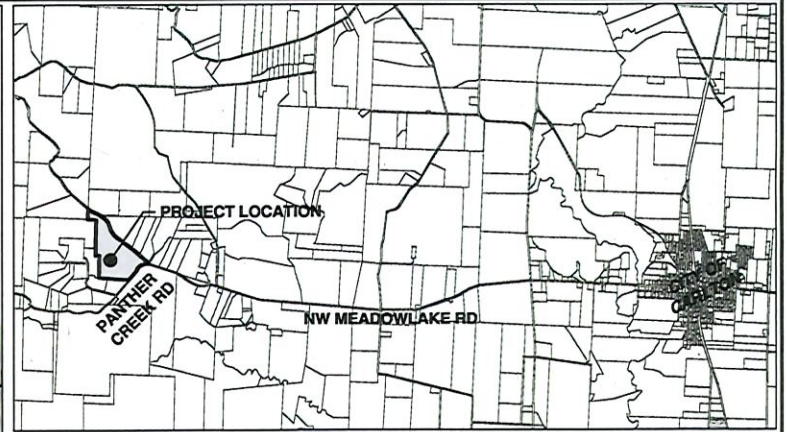 PROJECT LOCATION
PANTHER
CREEK RD
NW MEADOWLAKE RD
CITY OF
CARLTON